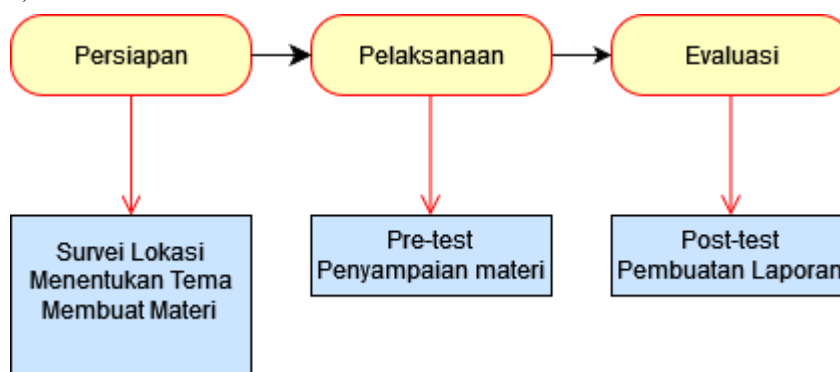 Persiapan
Pelaksanaan
Evaluasi
Survei Lokasi
Menentukan Tema
Membuat Materi
Pre-test
Penyampaian materi
Post-test
Pembuatan Laporan